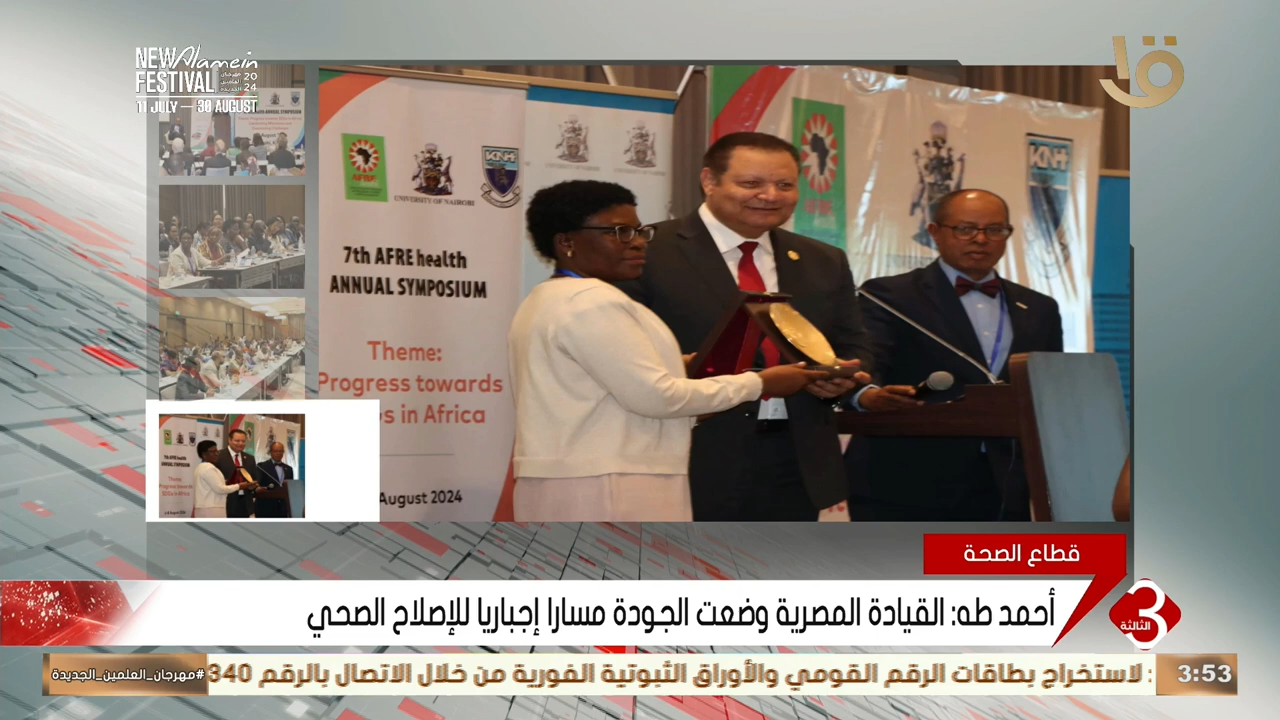 NEW Alamein
FESTIVAL
مهرجان
العلمين
الجديدة
20
24
11 JULY — 30 AUGUST
UNIVERSITY OF NAIROBI
KNH
7th AFRE health
ANNUAL SYMPOSIUM
Theme:
Progress towards
s in Africa
August 2024
قطاع الصحة
أحمد طه: القيادة المصرية وضعت الجودة مسارا إجباريا للإصلاح الصحي
3
الثالثة
: لاستخراج بطاقات الرقم القومي والأوراق الثبوتية الفورية من خلال الاتصال بالرقم 340
#مهرجان_العلمين_الجديدة
3:53